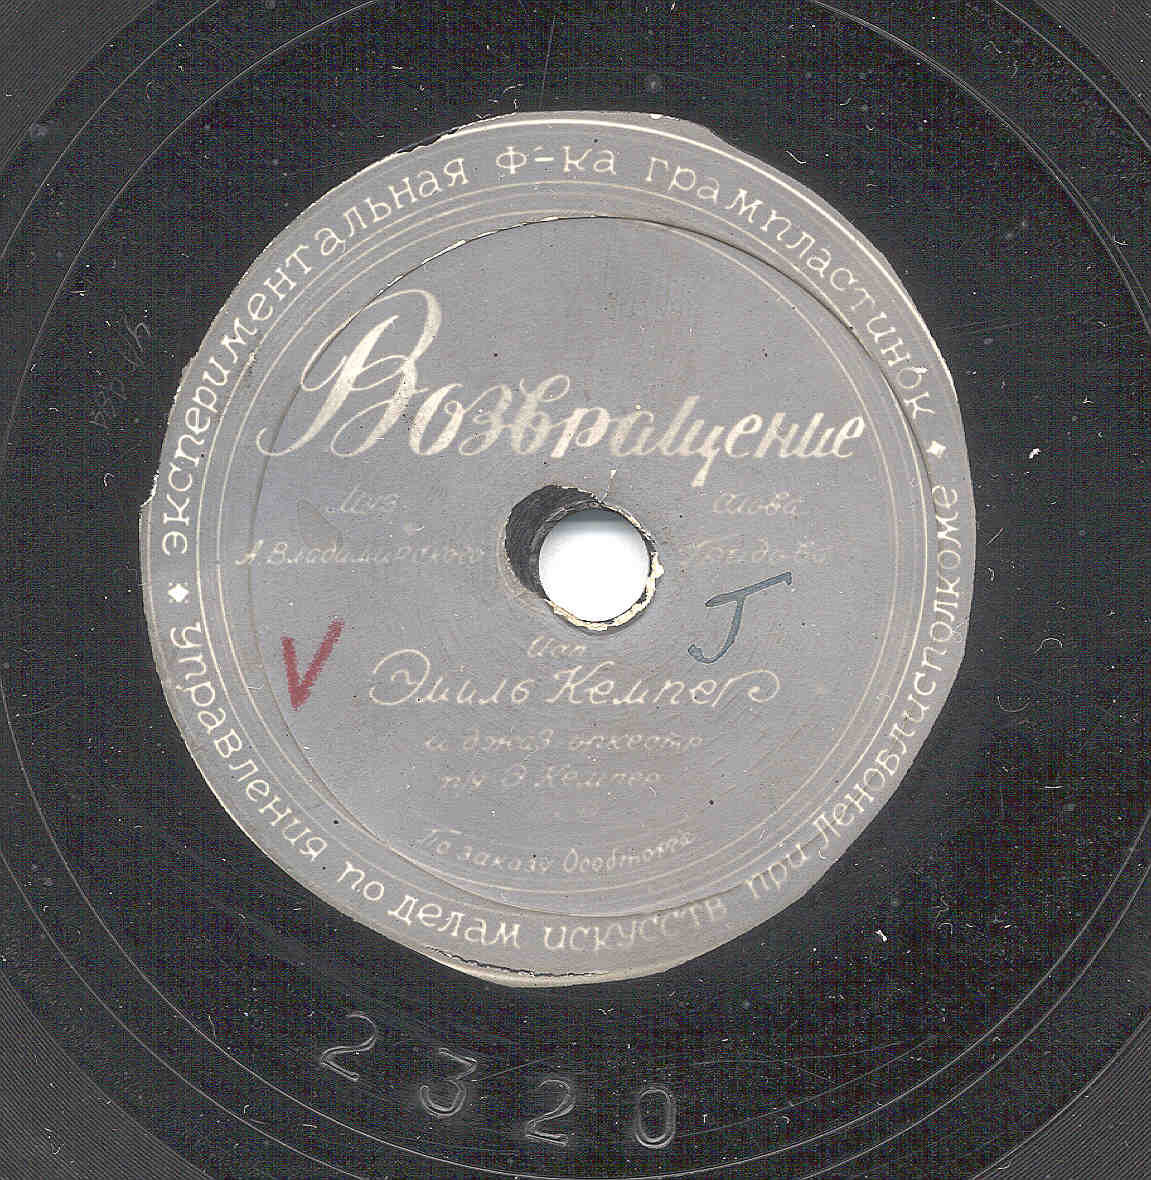 экспериментальная ф-ка грампластинок
управления по делам искусств при Леноблисполкоме
Возвращение
Муз
слова
А. Владимирского
Исп
Эмиль Кемпер
и джаз оркестр
п/у Э Кемпер
По заказу
V
J
2320